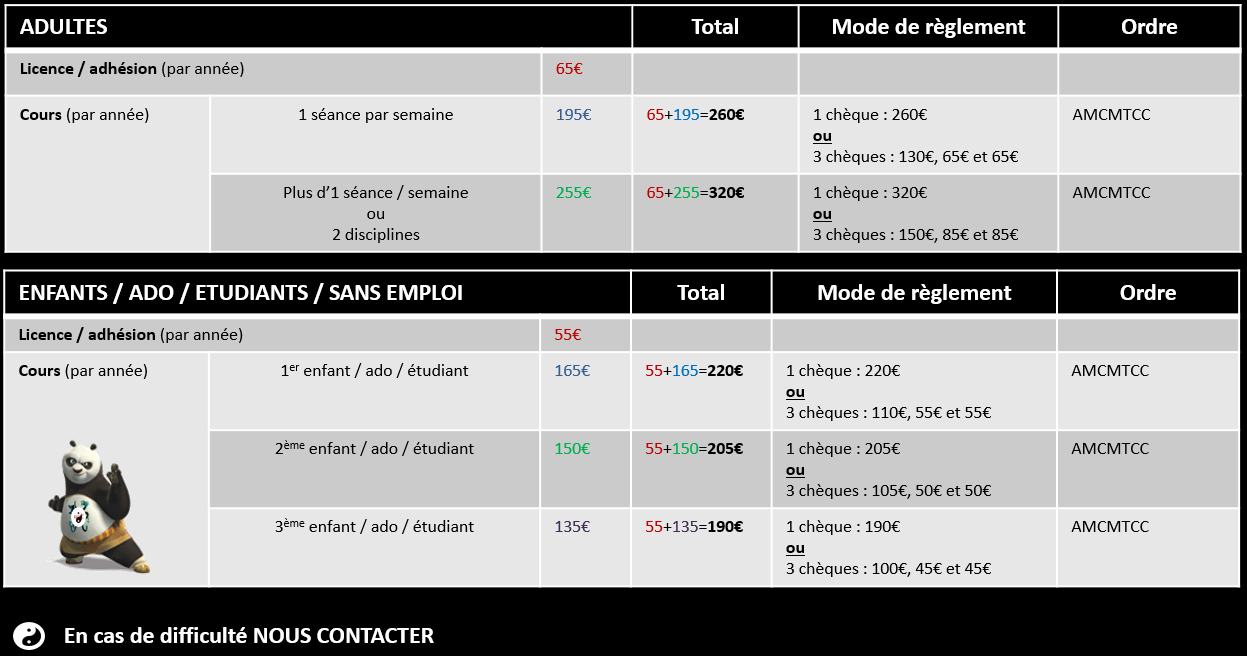 ADULTES Total Mode de règlement Ordre
Licence / adhésion (par année) 65€
Cours (par année) 1 séance par semaine 195€ 65+195=260€ 1 chèque : 260€ AMCMTCC
ou
3 chèques : 130€, 65€ et 65€
Plus d’1 séance / semaine 255€ 65+255=320€ 1 chèque : 320€ AMCMTCC
ou ou
2 disciplines 3 chèques : 150€, 85€ et 85€
ENFANTS / ADO / ETUDIANTS / SANS EMPLOI Total Mode de règlement Ordre
Licence / adhésion (par année) 55€
Cours (par année) 1er enfant / ado / étudiant 165€ 55+165=220€ 1 chèque : 220€ AMCMTCC
ou
3 chèques : 110€, 55€ et 55€
2ème enfant / ado / étudiant 150€ 55+150=205€ 1 chèque : 205€ AMCMTCC
ou
3 chèques : 105€, 50€ et 50€
3ème enfant / ado / étudiant 135€ 55+135=190€ 1 chèque : 190€ AMCMTCC
ou
3 chèques : 100€, 45€ et 45€
En cas de difficulté NOUS CONTACTER